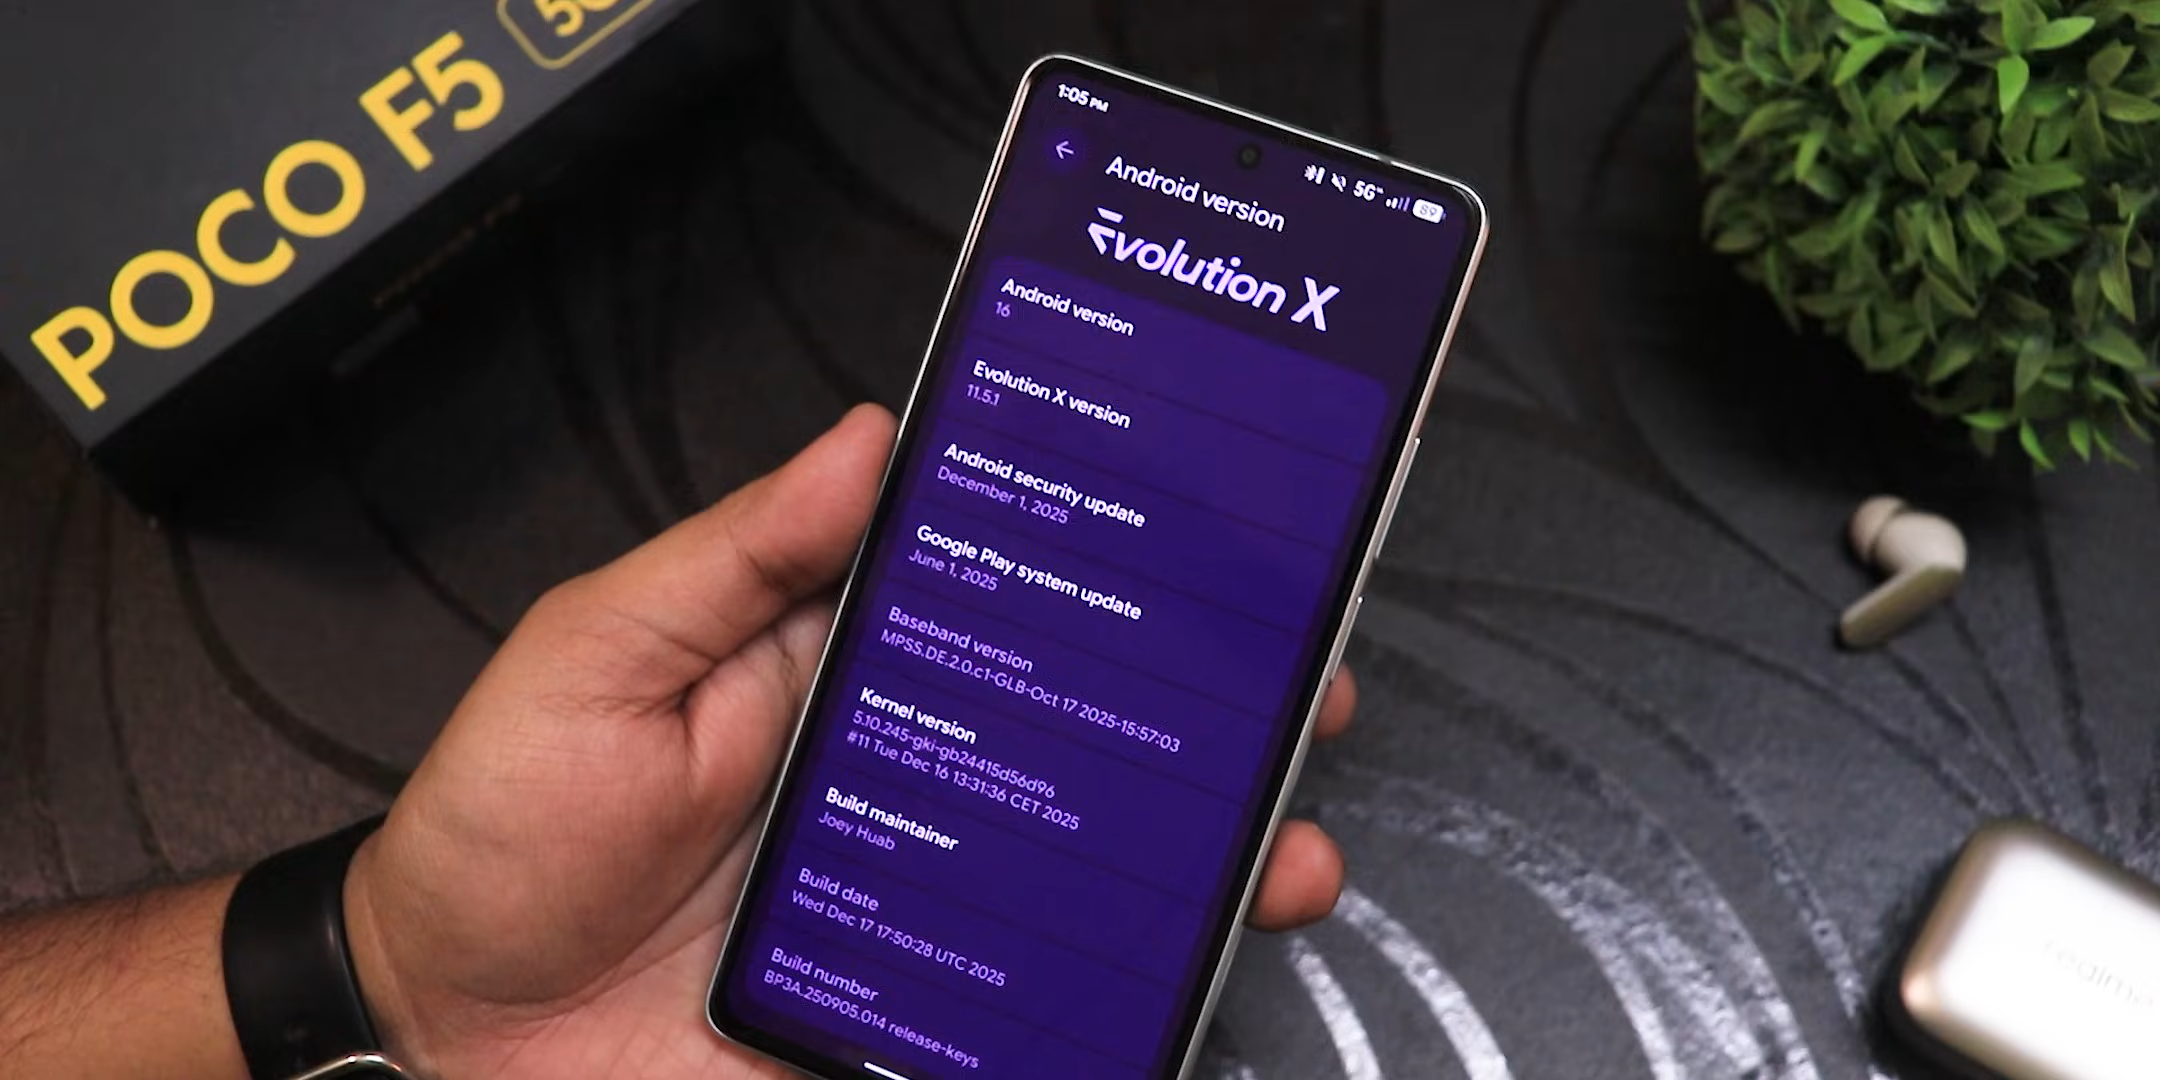 POCO F5
5G
1:05 PM
5G
89
Android version
Evolution X
Android version
16
Evolution X version
11.5.1
Android security update
December 1, 2025
Google Play system update
June 1, 2025
Baseband version
MPSS.DE.2.0.c1-GLB-Oct 17 2025-15:57:03
Kernel version
5.10.245-gki-gb24415d56d96
#11 Tue Dec 16 13:31:36 CET 2025
Build maintainer
Joey Huab
Build date
Wed Dec 17 17:50:28 UTC 2025
Build number
BP3A.250905.014 release-keys
realme